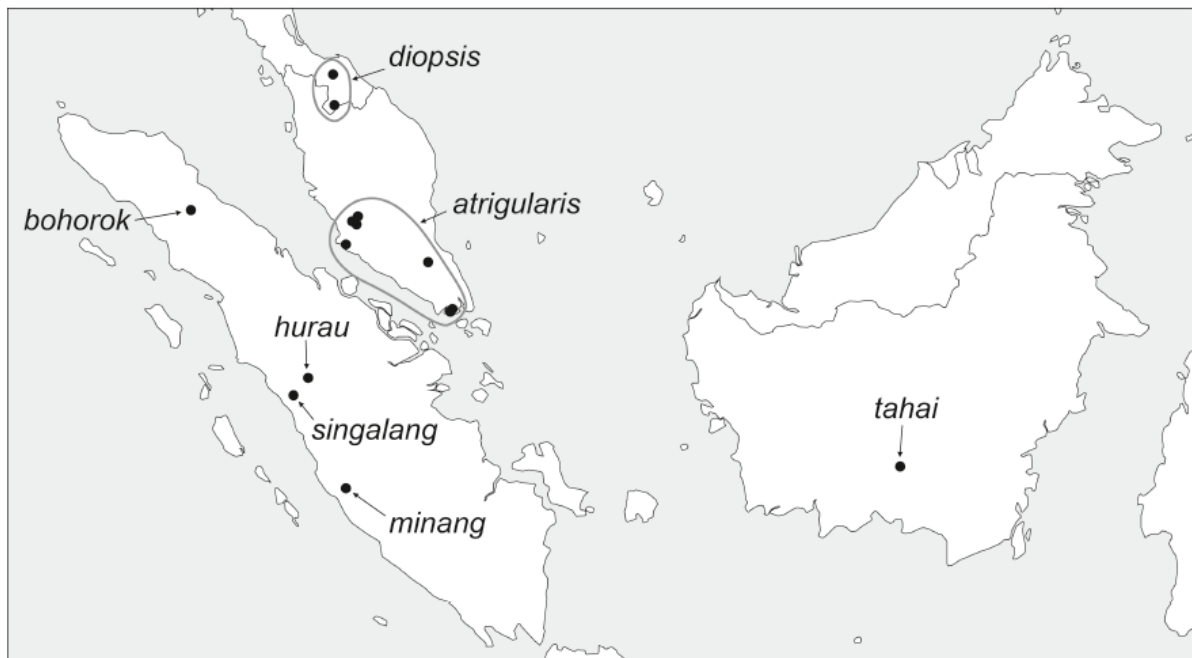 diopsis
atrigularis
bohorok
hurau
singalang
tahai
minang